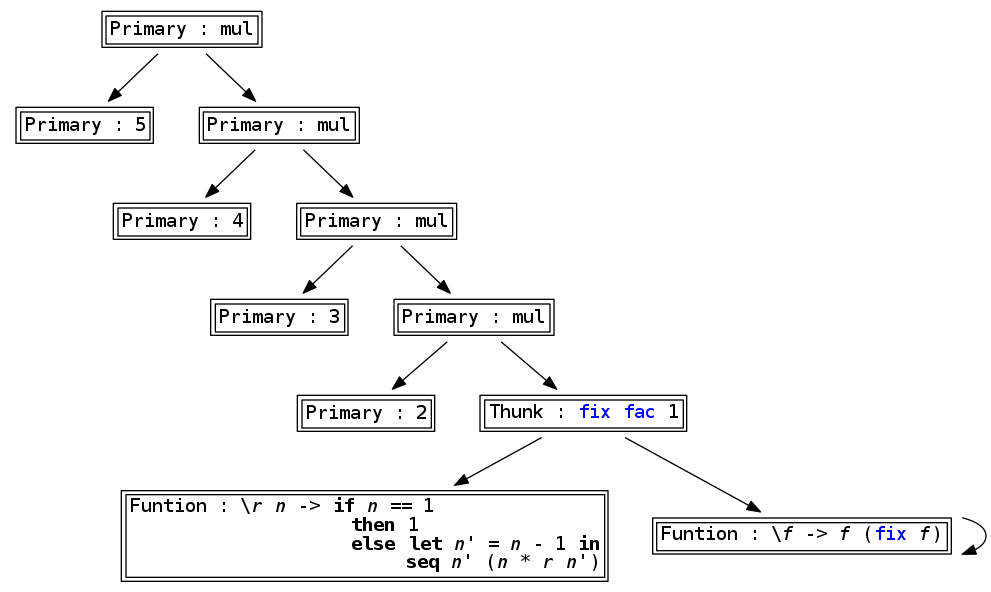 Primary : mul
Primary : 5
Primary : mul
Primary : 4
Primary : mul
Primary : 3
Primary : mul
Primary : 2
Thunk : fix fac 1
Funtion : \r n -> if n == 1
then 1
else let n' = n - 1 in
seq n' (n * r n')
Funtion : \f -> f (fix f)